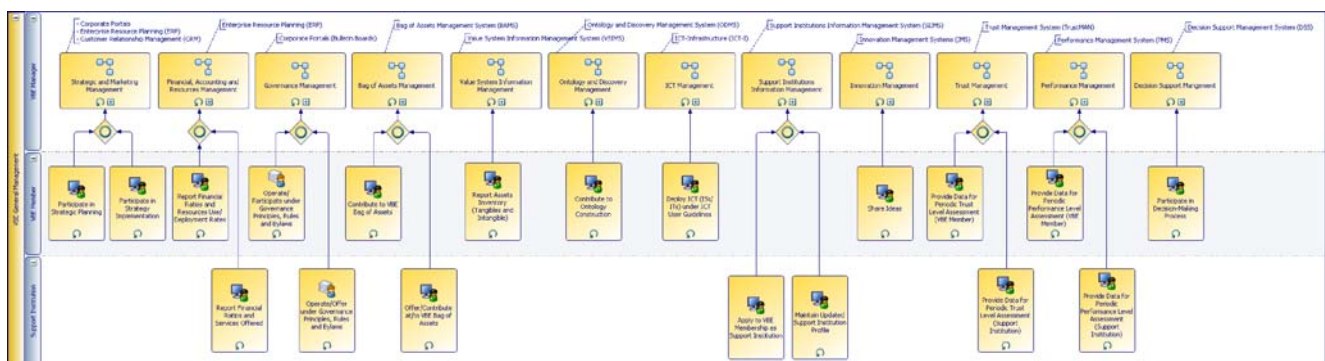 - Corporate Portals
- Enterprise Resource Planning (ERP)
- Customer Relationship Management (CRM)
Enterprise Resource Planning (ERP)
Corporate Portals (Bulletin Boards)
Bag of Assets Management System (BAMS)
Value System Information Management System (VSIMS)
Ontology and Discovery Management System (ODMS)
ICT-Infrastructure (ICT-I)
Support Institutions Information Management System (SIIMS)
Innovation Management Systems (IMS)
Trust Management System (TrustMAN)
Performance Management System (PMS)
Decision Support Management System (DSS)
General Management
VBE Manager
Strategic and Marketing
Management
Financial, Accounting and
Resources Management
Governance Management
Bag of Assets Management
Value System Information
Management
Ontology and Discovery
Management
ICT Management
Support Institutions
Information Management
Innovation Management
Trust Management
Performance Management
Decision Support Mangement
VBE Member
Participate in
Strategic Planning
Participate in
Strategy
Implementation
Report Financial
Ratios and
Resources Use/
Deployment Rates
Operate/
Participate under
Governance
Principles, Rules
and Bylaws
Contribute to VBE
Bag of Assets
Report Assets
Inventory
(Tangibles and
Intangible)
Contribute to
Ontology
Construction
Deploy ICT (ISs/
ITs) under ICT
User Guidelines
Share Ideas
Provide Data for
Periodic Trust
Level Assessment
(VBE Member)
Provide Data for
Periodic
Performance Level
Assessment (VBE
Member)
Participate in
Decision-Making
Process
Support Institution
Report Financial
Ratios and
Services Offered
Operate/Offer
under Governance
Principles, Rules
and Bylaws
Offer/Contribute
at/to VBE Bag of
Assets
Apply to VBE
Membership as
Support Institution
Maintain Updated
Support Institution
Profile
Provide Data for
Periodic Trust
Level Assessment
(Support
Institution)
Provide Data for
Periodic
Performance Level
Assessment
(Support
Institution)